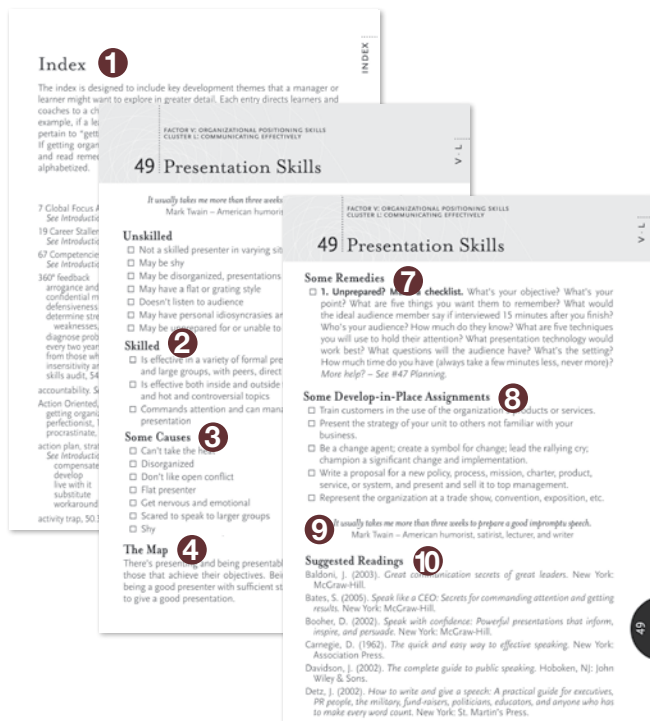 Index 1
INDEX
The index is designed to include key development themes that a manager or
learner might want to explore in greater detail. Each entry directs learners and
coaches to a ch
example, if a lea
pertain to "gett
If getting organ
and read reme
alphabetized.
7 Global Focus A
See Introductio
19 Career Staller
See Introductio
67 Competencie
See Introductio
360° feedback
arrogance and
confidential m
defensiveness
determine stre
weaknesses,
diagnose prob
every two year
from those wh
insensitivity an
skills audit, 54
accountability. S
Action Oriented,
getting organi
perfectionist,
procrastinate,
action plan, strat
See Introductio
compensate
develop
live with it
substitute
workaround
activity trap, 50.
FACTOR V: ORGANIZATIONAL POSITIONING SKILLS
CLUSTER L: COMMUNICATING EFFECTIVELY
V · L
49 Presentation Skills
It usually takes me more than three weeks
Mark Twain – American humoris
Unskilled
☐ Not a skilled presenter in varying sit
☐ May be shy
☐ May be disorganized, presentations
☐ May have a flat or grating style
☐ Doesn't listen to audience
☐ May have personal idiosyncrasies an
☐ May be unprepared for or unable to
Skilled 2
☐ Is effective in a variety of formal pre
and large groups, with peers, direct
☐ Is effective both inside and outside
and hot and controversial topics
☐ Commands attention and can mana
presentation
Some Causes 3
☐ Can't take the heat
☐ Disorganized
☐ Don't like open conflict
☐ Flat presenter
☐ Get nervous and emotional
☐ Scared to speak to larger groups
☐ Shy
The Map 4
There's presenting and being presentabl
those that achieve their objectives. Bein
being a good presenter with sufficient st
to give a good presentation.
FACTOR V: ORGANIZATIONAL POSITIONING SKILLS
CLUSTER L: COMMUNICATING EFFECTIVELY
V · L
49 Presentation Skills
Some Remedies 7
☐ 1. Unprepared? checklist. What's your objective? What's your
point? What are five things you want them to remember? What would
the ideal audience member say if interviewed 15 minutes after you finish?
Who's your audience? How much do they know? What are five techniques
you will use to hold their attention? What presentation technology would
work best? What questions will the audience have? What's the setting?
How much time do you have (always take a few minutes less, never more)?
More help? – See #47 Planning.
Some Develop-in-Place Assignments 8
☐ Train customers in the use of the organization's products or services.
☐ Present the strategy of your unit to others not familiar with your
business.
☐ Be a change agent; create a symbol for change; lead the rallying cry;
champion a significant change and implementation.
☐ Write a proposal for a new policy, process, mission, charter, product,
service, or system, and present and sell it to top management.
☐ Represent the organization at a trade show, convention, exposition, etc.
9 It usually takes me more than three weeks to prepare a good impromptu speech.
Mark Twain – American humorist, satirist, lecturer, and writer
Suggested Readings 10
Baldoni, J. (2003). Great communication secrets of great leaders. New York:
McGraw-Hill.
Bates, S. (2005). Speak like a CEO: Secrets for commanding attention and getting
results. New York: McGraw-Hill.
Booher, D. (2002). Speak with confidence: Powerful presentations that inform,
inspire, and persuade. New York: McGraw-Hill.
Carnegie, D. (1962). The quick and easy way to effective speaking. New York:
Association Press.
Davidson, J. (2002). The complete guide to public speaking. Hoboken, NJ: John
Wiley & Sons.
Detz, J. (2002). How to write and give a speech: A practical guide for executives,
PR people, the military, fund-raisers, politicians, educators, and anyone who has
to make every word count. New York: St. Martin's Press.
49